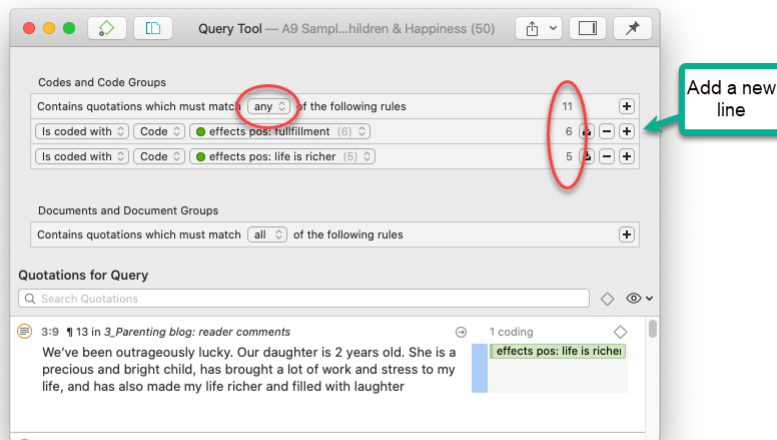 Query Tool — A9 Sampl...hildren & Happiness (50)
Codes and Code Groups
Contains quotations which must match any of the following rules 11
Is coded with Code effects pos: fullfillment (6) 6
Is coded with Code effects pos: life is richer (5) 5
Add a new
line
Documents and Document Groups
Contains quotations which must match all of the following rules
Quotations for Query
Search Quotations
3:9 ¶ 13 in 3_Parenting blog: reader comments 1 coding
We've been outrageously lucky. Our daughter is 2 years old. She is a effects pos: life is richer
precious and bright child, has brought a lot of work and stress to my
life, and has also made my life richer and filled with laughter